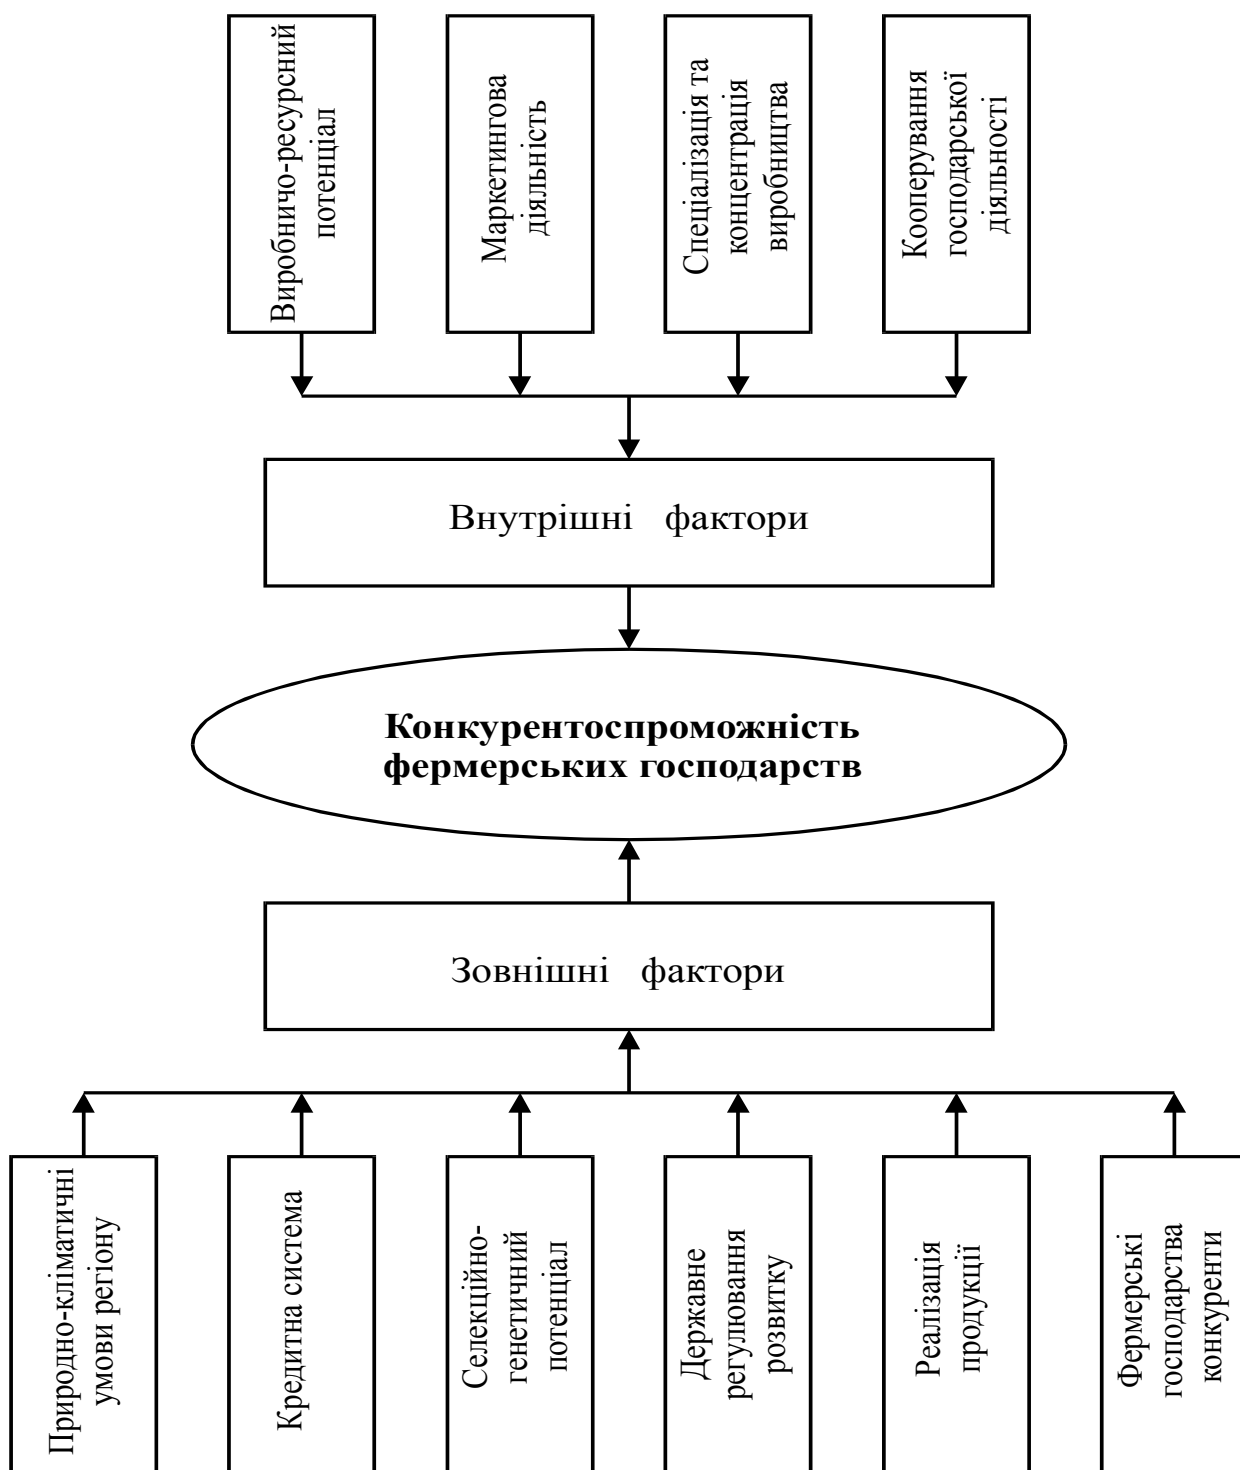 Виробничо-ресурсний
потенціал
Маркетингова
діяльність
Спеціалізація та
концентрація
виробництва
Кооперування
господарської
діяльності
Внутрішні фактори
Конкурентоспроможність
фермерських господарств
Зовнішні фактори
Природно-кліматичні
умови регіону
Кредитна система
Селекційно-
генетичний
потенціал
Державне
регулювання
розвитку
Реалізація
продукції
Фермерські
господарства
конкуренти